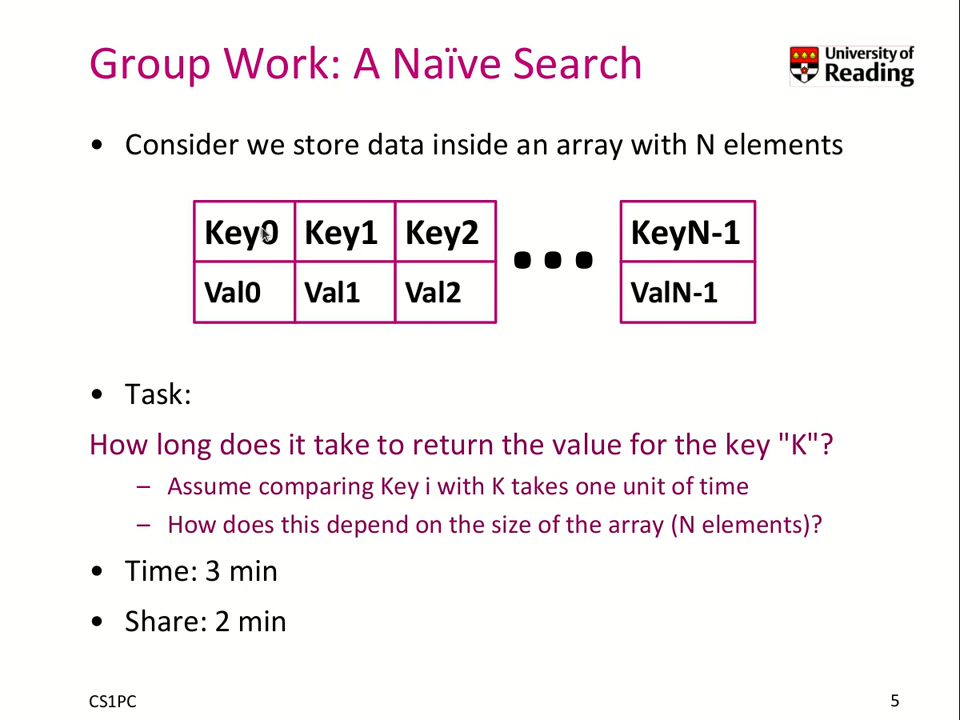 Group Work: A Naïve Search
University of
Reading
• Consider we store data inside an array with N elements
Key0 Key1 Key2 ... KeyN-1
Val0 Val1 Val2 ValN-1
• Task:
How long does it take to return the value for the key "K"?
– Assume comparing Key i with K takes one unit of time
– How does this depend on the size of the array (N elements)?
• Time: 3 min
• Share: 2 min
CS1PC 5